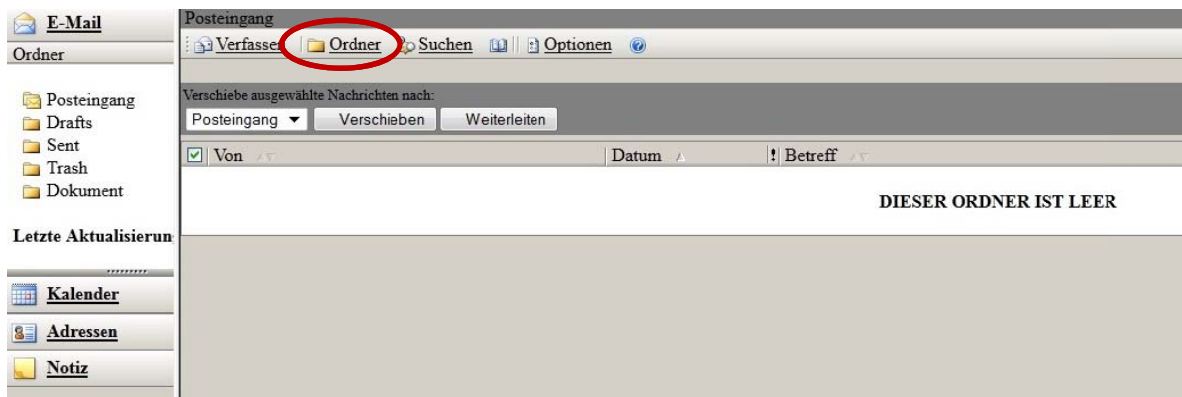 E-Mail
Ordner
Posteingang
Drafts
Sent
Trash
Dokument
Letzte Aktualisierun
Kalender
Adressen
Notiz
Posteingang
Verfassen Ordner Suchen Optionen
Verschiebe ausgewählte Nachrichten nach:
Posteingang Verschieben Weiterleiten
Von Datum ! Betreff
DIESER ORDNER IST LEER